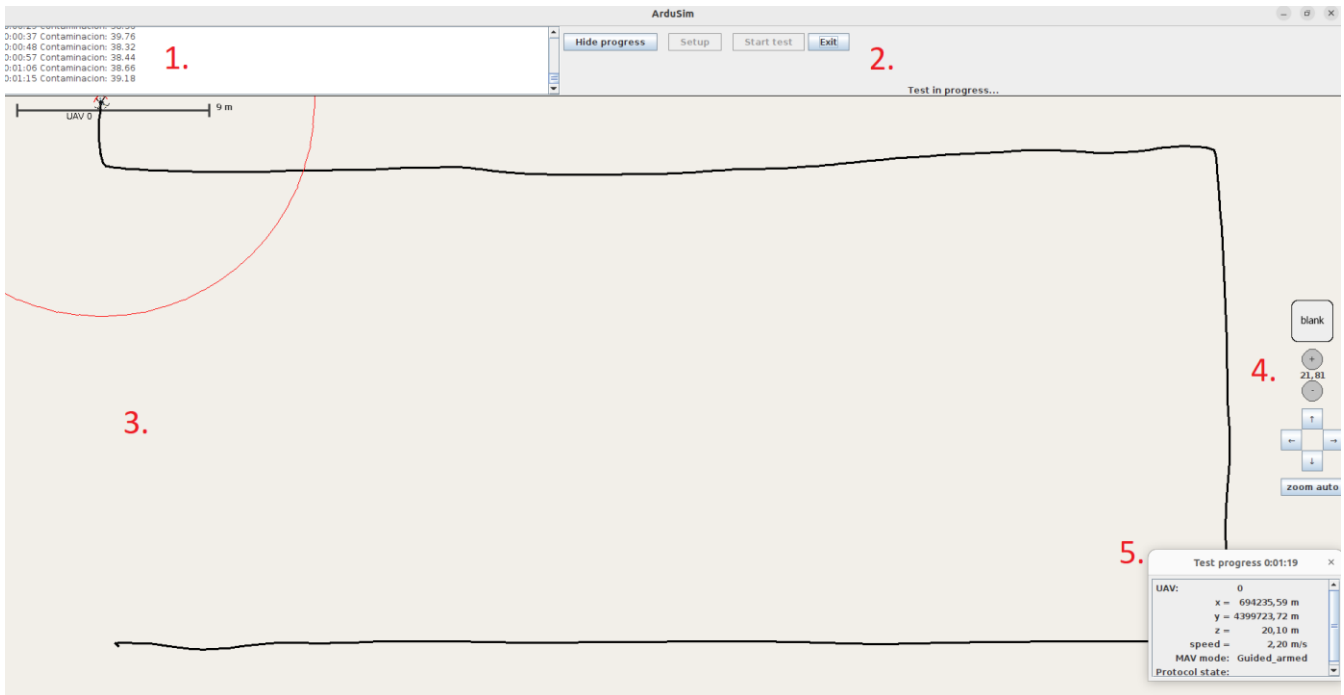 ArduSim
0:00:37 Contaminacion: 39.76
0:00:48 Contaminacion: 38.32
0:00:57 Contaminacion: 38.44
0:01:06 Contaminacion: 38.66
0:01:15 Contaminacion: 39.18
1.
Hide progress Setup Start test Exit
2.
Test in progress...
9 m
UAV 0
3.
blank
+
21,81
-
4.
↑
← →
↓
zoom auto
5.
Test progress 0:01:19 ×
UAV: 0
x = 694235,59 m
y = 4399723,72 m
z = 20,10 m
speed = 2,20 m/s
MAV mode: Guided_armed
Protocol state: